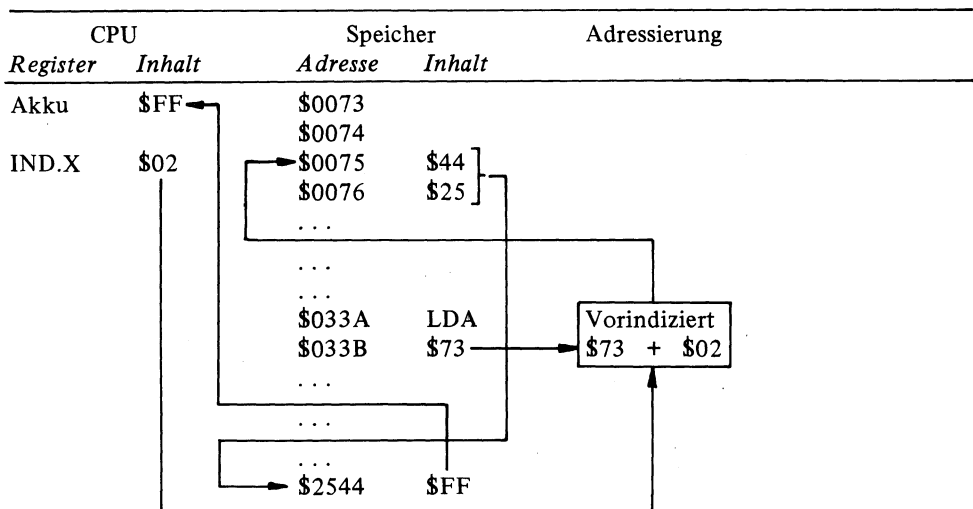 CPU Speicher Adressierung
Register Inhalt Adresse Inhalt
Akku $FF $0073
$0074
IND.X $02 $0075 $44
$0076 $25
...
...
...
$033A LDA Vorindiziert
$033B $73 $73 + $02
...
...
...
$2544 $FF